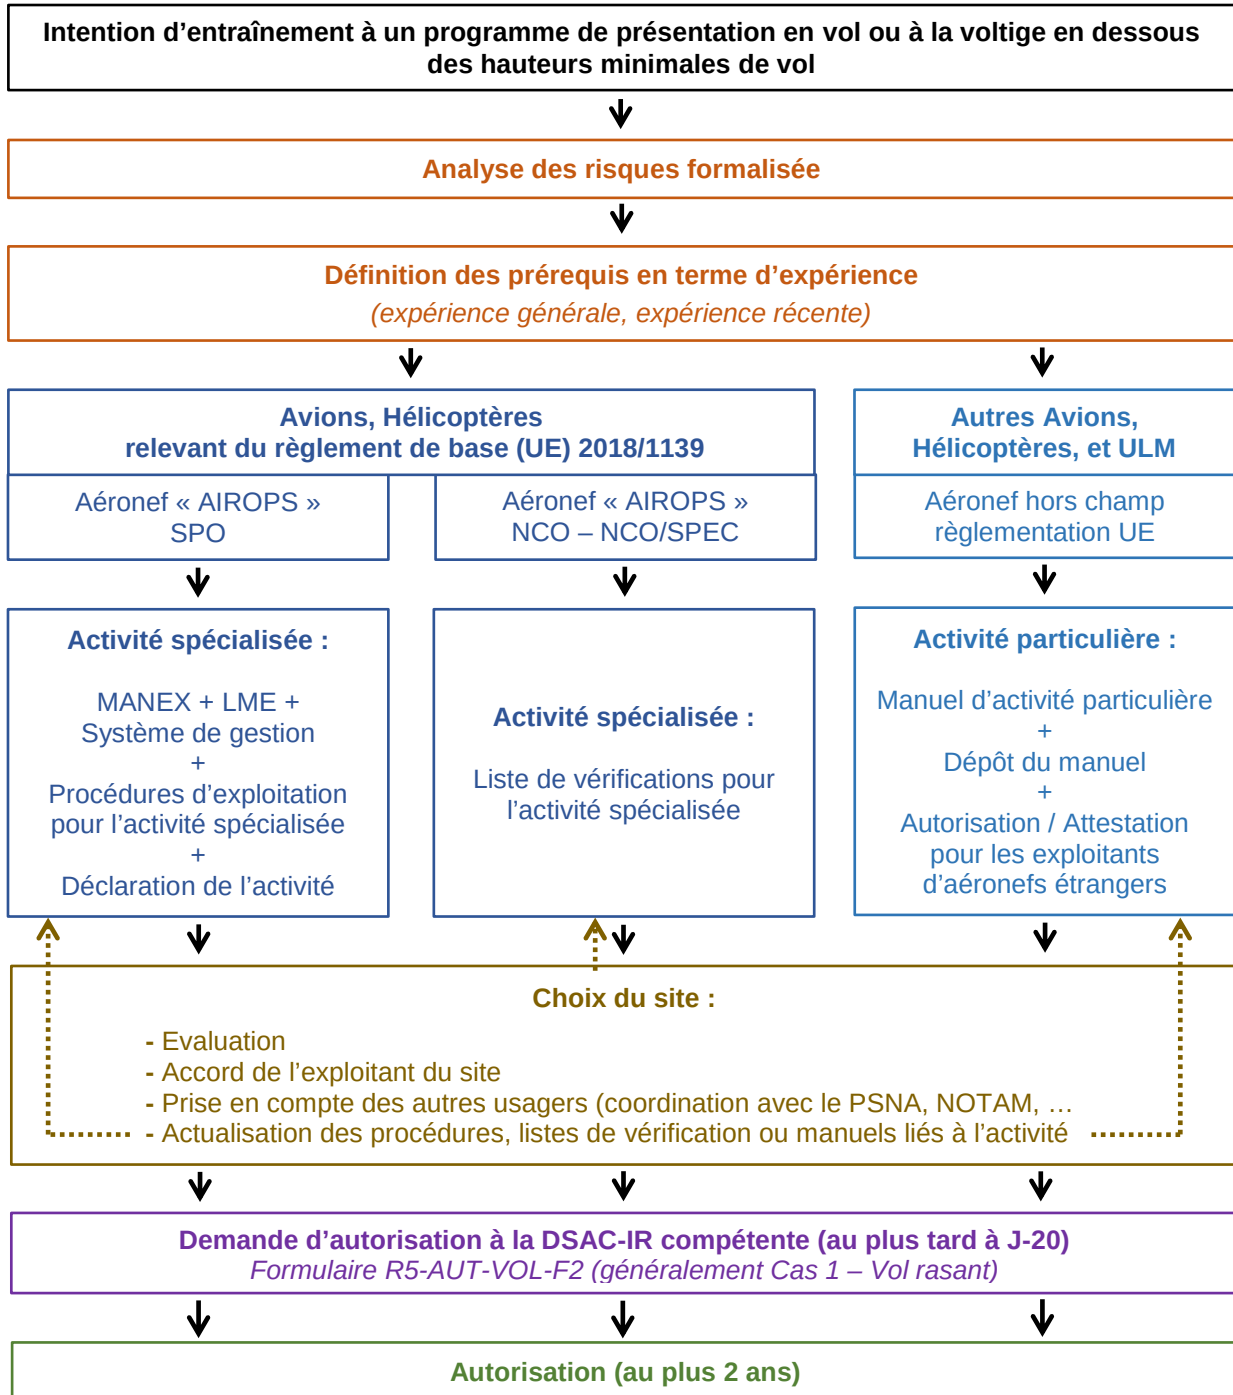 Intention d’entraînement à un programme de présentation en vol ou à la voltige en dessous
des hauteurs minimales de vol
Analyse des risques formalisée
Définition des prérequis en terme d’expérience
(expérience générale, expérience récente)
Avions, Hélicoptères
relevant du règlement de base (UE) 2018/1139
Aéronef « AIROPS »
SPO
Aéronef « AIROPS »
NCO – NCO/SPEC
Autres Avions,
Hélicoptères, et ULM
Aéronef hors champ
règlementation UE
Activité spécialisée :
MANEX + LME +
Système de gestion
+
Procédures d’exploitation
pour l’activité spécialisée
+
Déclaration de l’activité
Activité spécialisée :
Liste de vérifications pour
l’activité spécialisée
Activité particulière :
Manuel d’activité particulière
+
Dépôt du manuel
+
Autorisation / Attestation
pour les exploitants
d’aéronefs étrangers
Choix du site :
- Evaluation
- Accord de l’exploitant du site
- Prise en compte des autres usagers (coordination avec le PSNA, NOTAM, …
- Actualisation des procédures, listes de vérification ou manuels liés à l’activité
Demande d’autorisation à la DSAC-IR compétente (au plus tard à J-20)
Formulaire R5-AUT-VOL-F2 (généralement Cas 1 – Vol rasant)
Autorisation (au plus 2 ans)